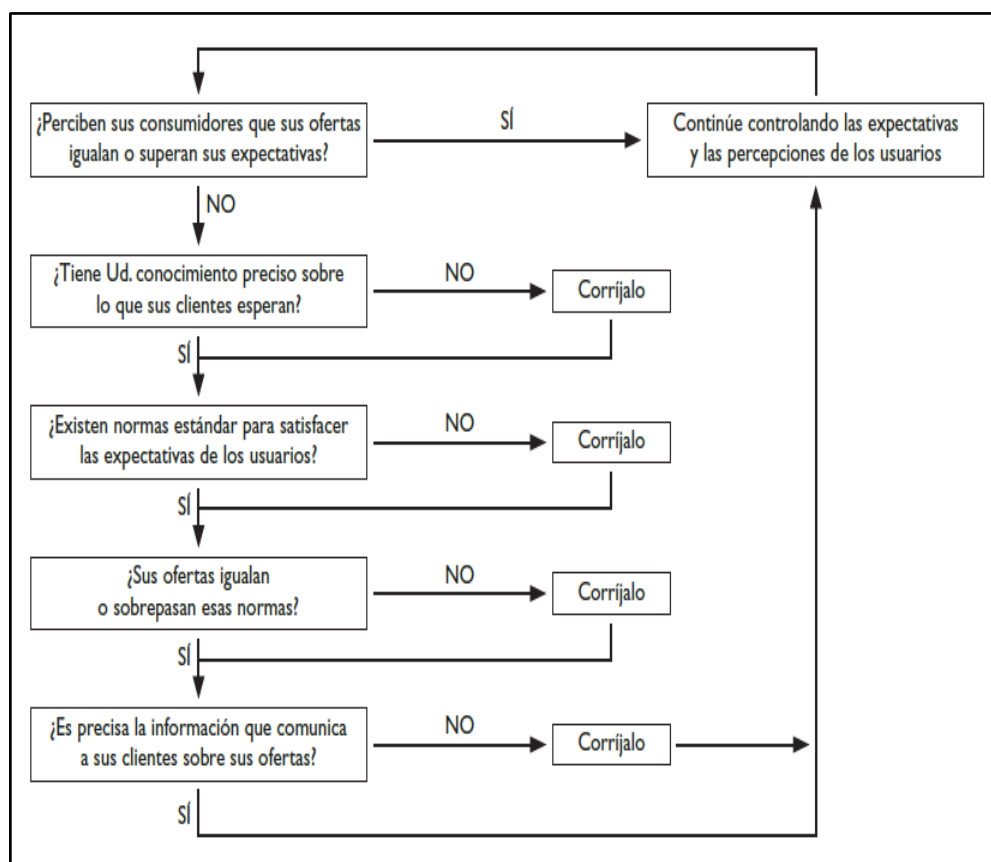 ¿Perciben sus consumidores que sus ofertas
igualan o superan sus expectativas?
SÍ
Continúe controlando las expectativas
y las percepciones de los usuarios
NO
¿Tiene Ud. conocimiento preciso sobre
lo que sus clientes esperan?
NO
Corríjalo
SÍ
¿Existen normas estándar para satisfacer
las expectativas de los usuarios?
NO
Corríjalo
SÍ
¿Sus ofertas igualan
o sobrepasan esas normas?
NO
Corríjalo
SÍ
¿Es precisa la información que comunica
a sus clientes sobre sus ofertas?
NO
Corríjalo
SÍ